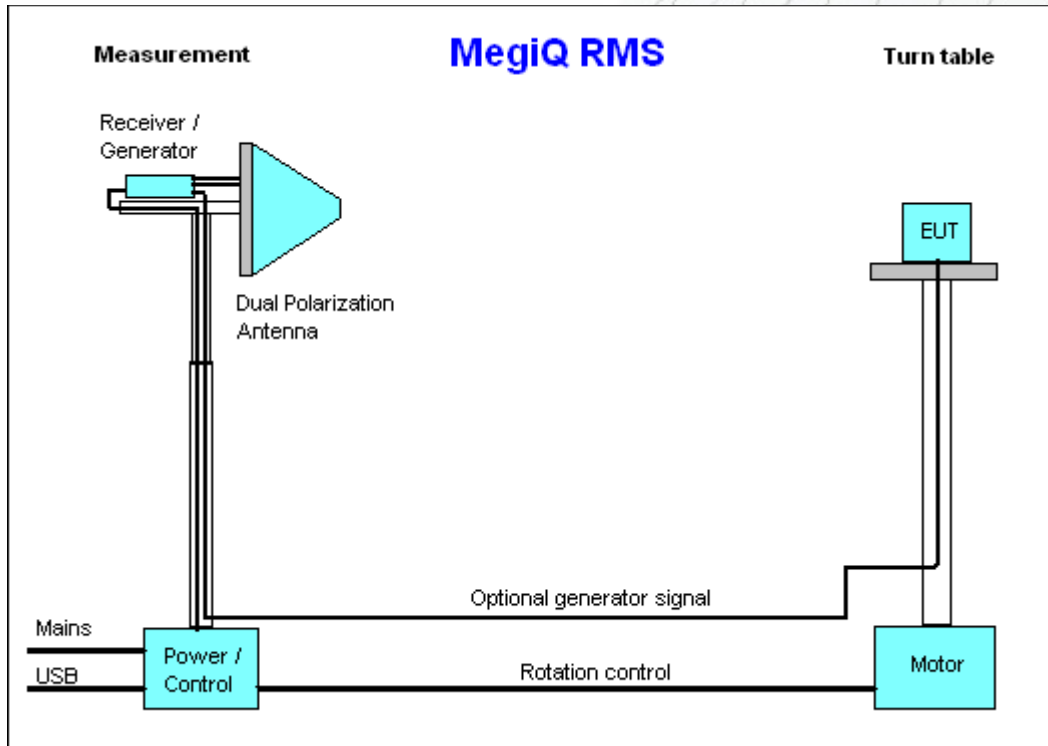 Measurement
MegiQ RMS
Turn table
Receiver /
Generator
EUT
Dual Polarization
Antenna
Optional generator signal
Mains
USB
Power /
Control
Rotation control
Motor